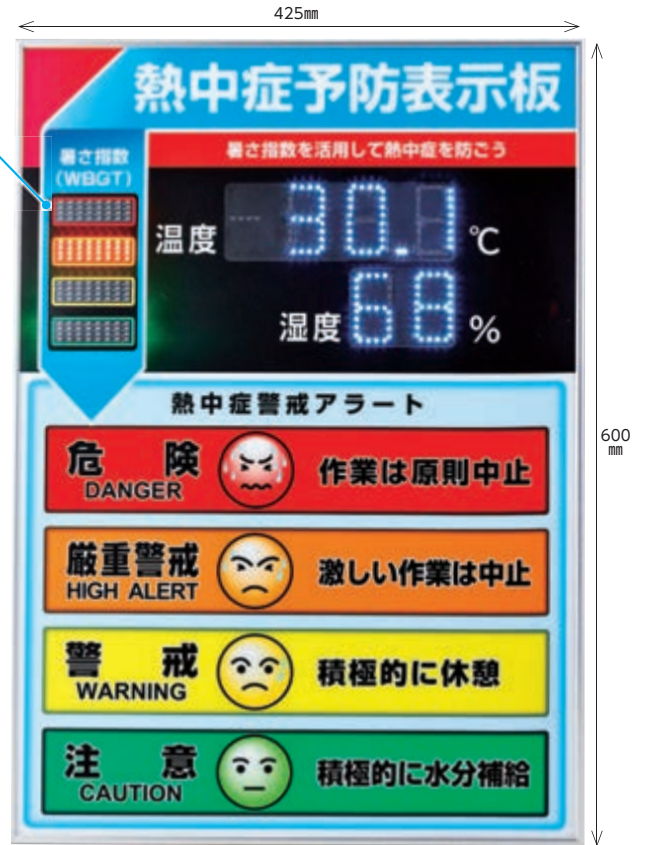 425㎜
熱中症予防表示板
暑さ指数を活用して熱中症を防ごう
暑さ指数
(WBGT)
温度 30.1 ℃
湿度 68 %
熱中症警戒アラート
危険
DANGER
作業は原則中止
厳重警戒
HIGH ALERT
激しい作業は中止
警戒
WARNING
積極的に休憩
注意
CAUTION
積極的に水分補給
600
㎜